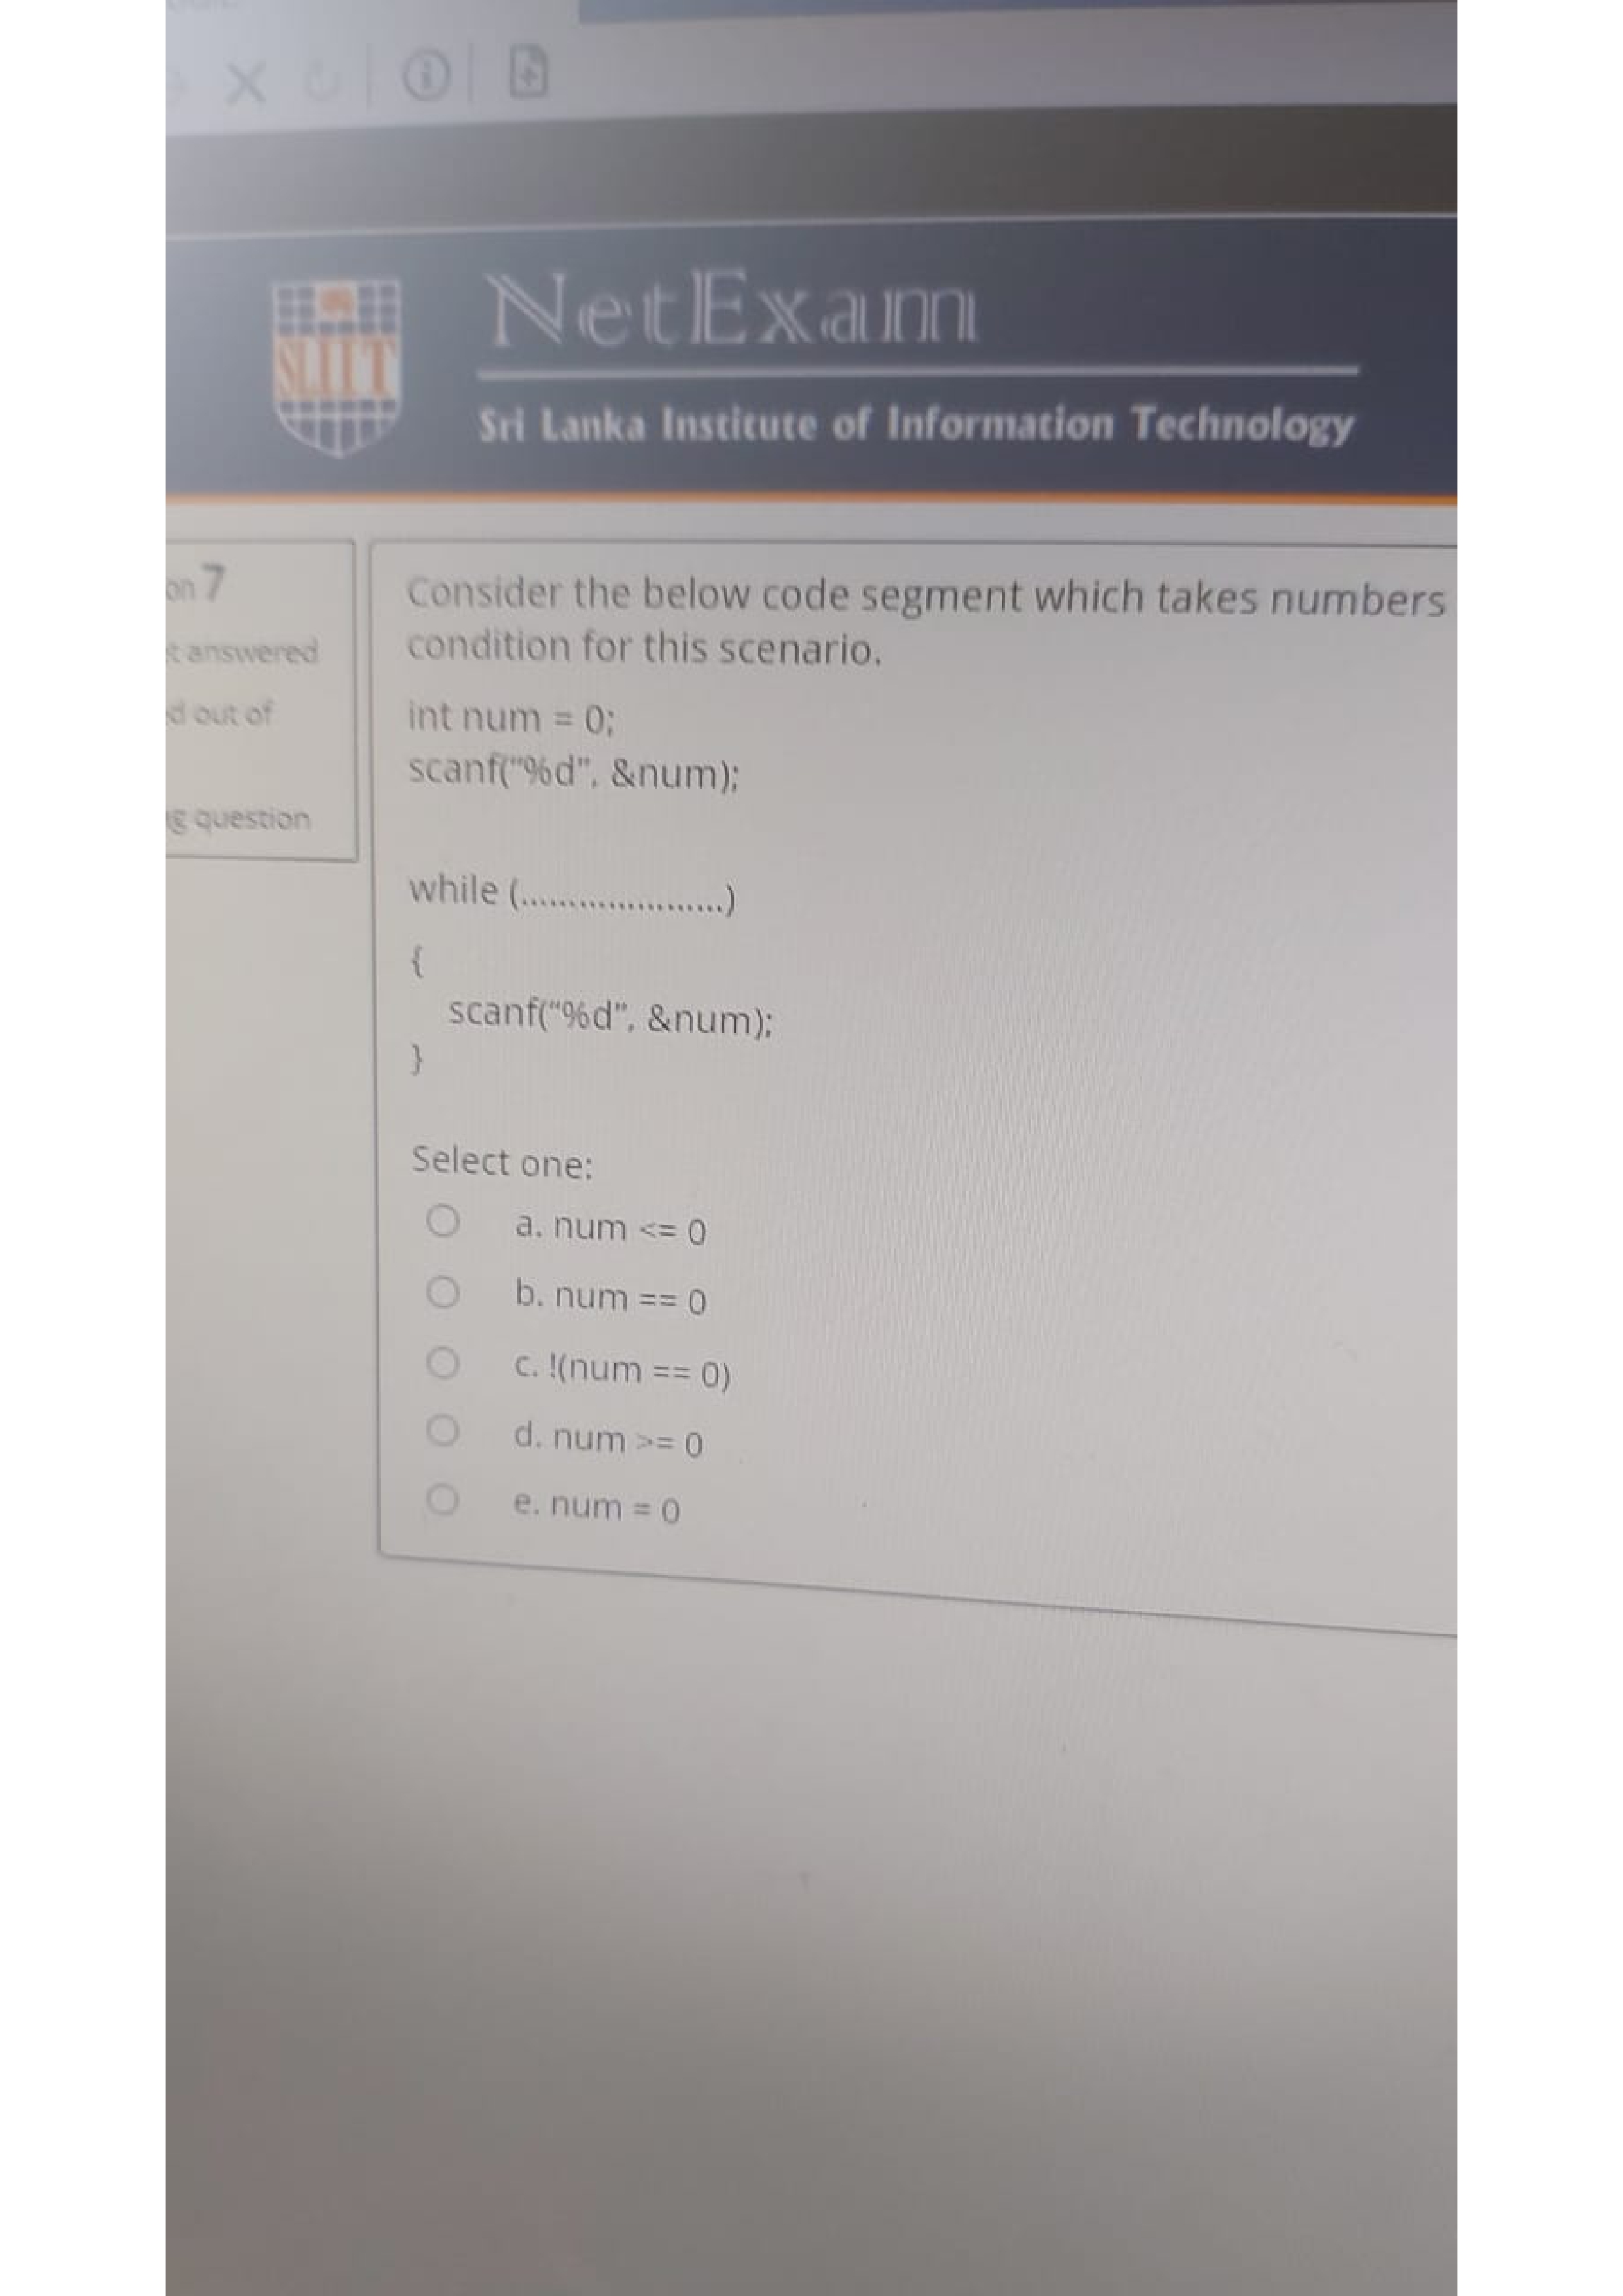 SLIIT
NetExam
Sri Lanka Institute of Information Technology
on 7
t answered
d out of
g question
Consider the below code segment which takes numbers
condition for this scenario.
int num = 0;
scanf("%d", &num);
while (......................)
{
scanf("%d", &num);
}
Select one:
a. num <= 0
b. num == 0
c. !(num == 0)
d. num >= 0
e. num = 0